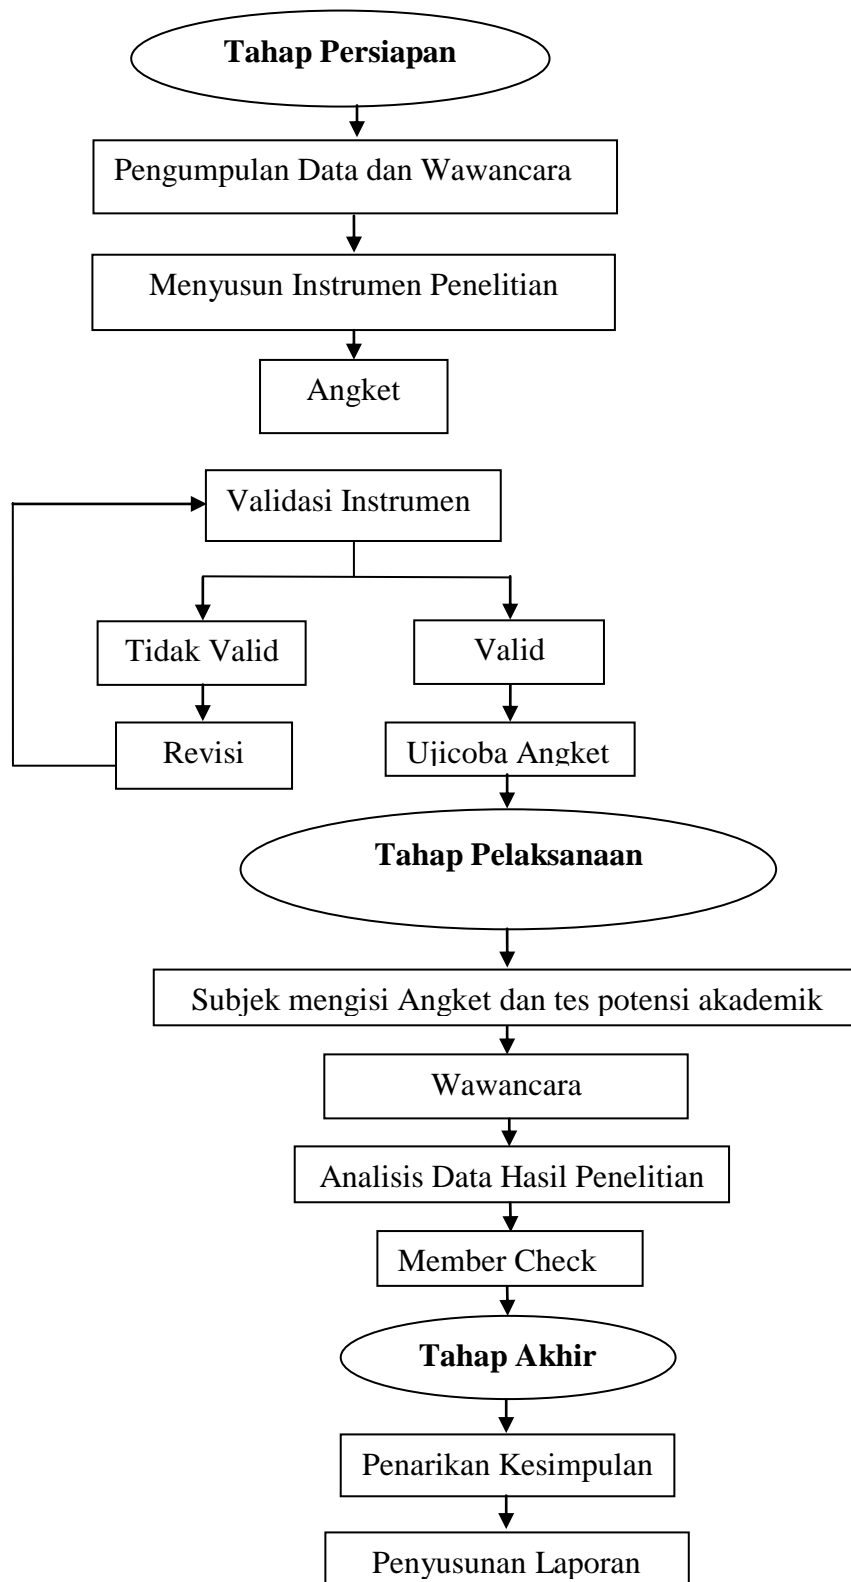 Tahap Persiapan
Pengumpulan Data dan Wawancara
Menyusun Instrumen Penelitian
Angket
Validasi Instrumen
Tidak Valid
Valid
Revisi
Ujicoba Angket
Tahap Pelaksanaan
Subjek mengisi Angket dan tes potensi akademik
Wawancara
Analisis Data Hasil Penelitian
Member Check
Tahap Akhir
Penarikan Kesimpulan
Penyusunan Laporan